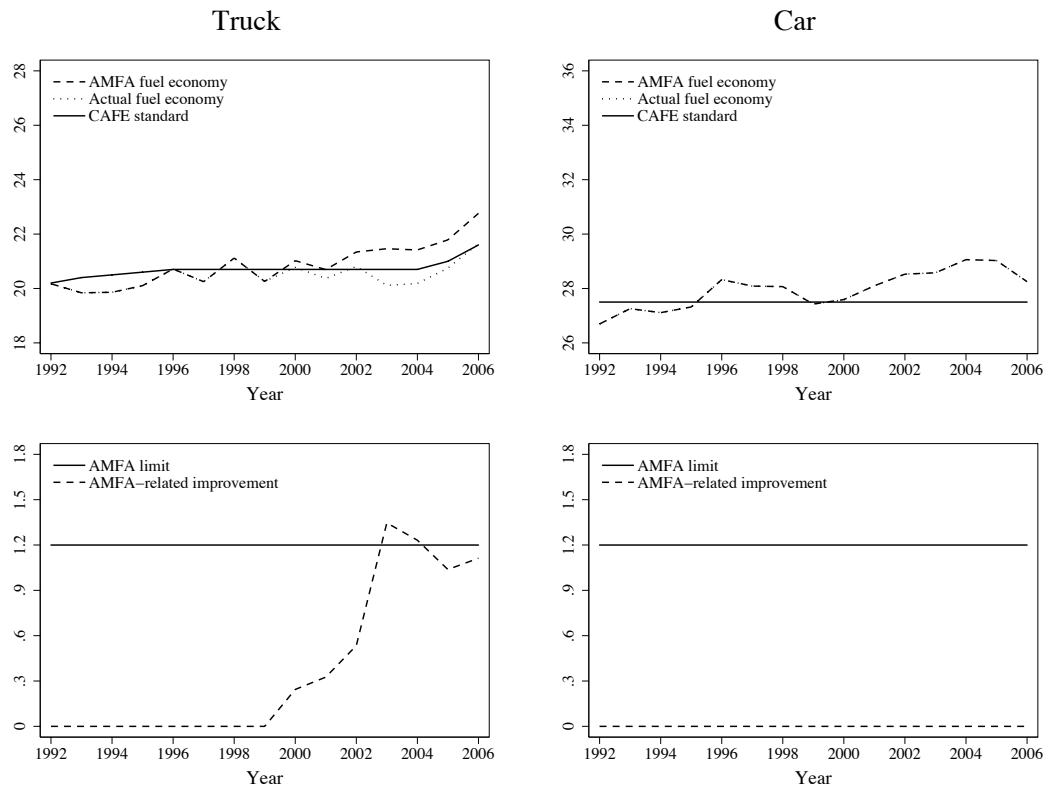 Truck
Car
28
26
24
22
20
18
AMFA fuel economy
Actual fuel economy
CAFE standard
1992 1994 1996 1998 2000 2002 2004 2006
Year
36
34
32
30
28
26
AMFA fuel economy
Actual fuel economy
CAFE standard
1992 1994 1996 1998 2000 2002 2004 2006
Year
1.8
1.5
1.2
.9
.6
.3
0
AMFA limit
AMFA−related improvement
1992 1994 1996 1998 2000 2002 2004 2006
Year
1.8
1.5
1.2
.9
.6
.3
0
AMFA limit
AMFA−related improvement
1992 1994 1996 1998 2000 2002 2004 2006
Year